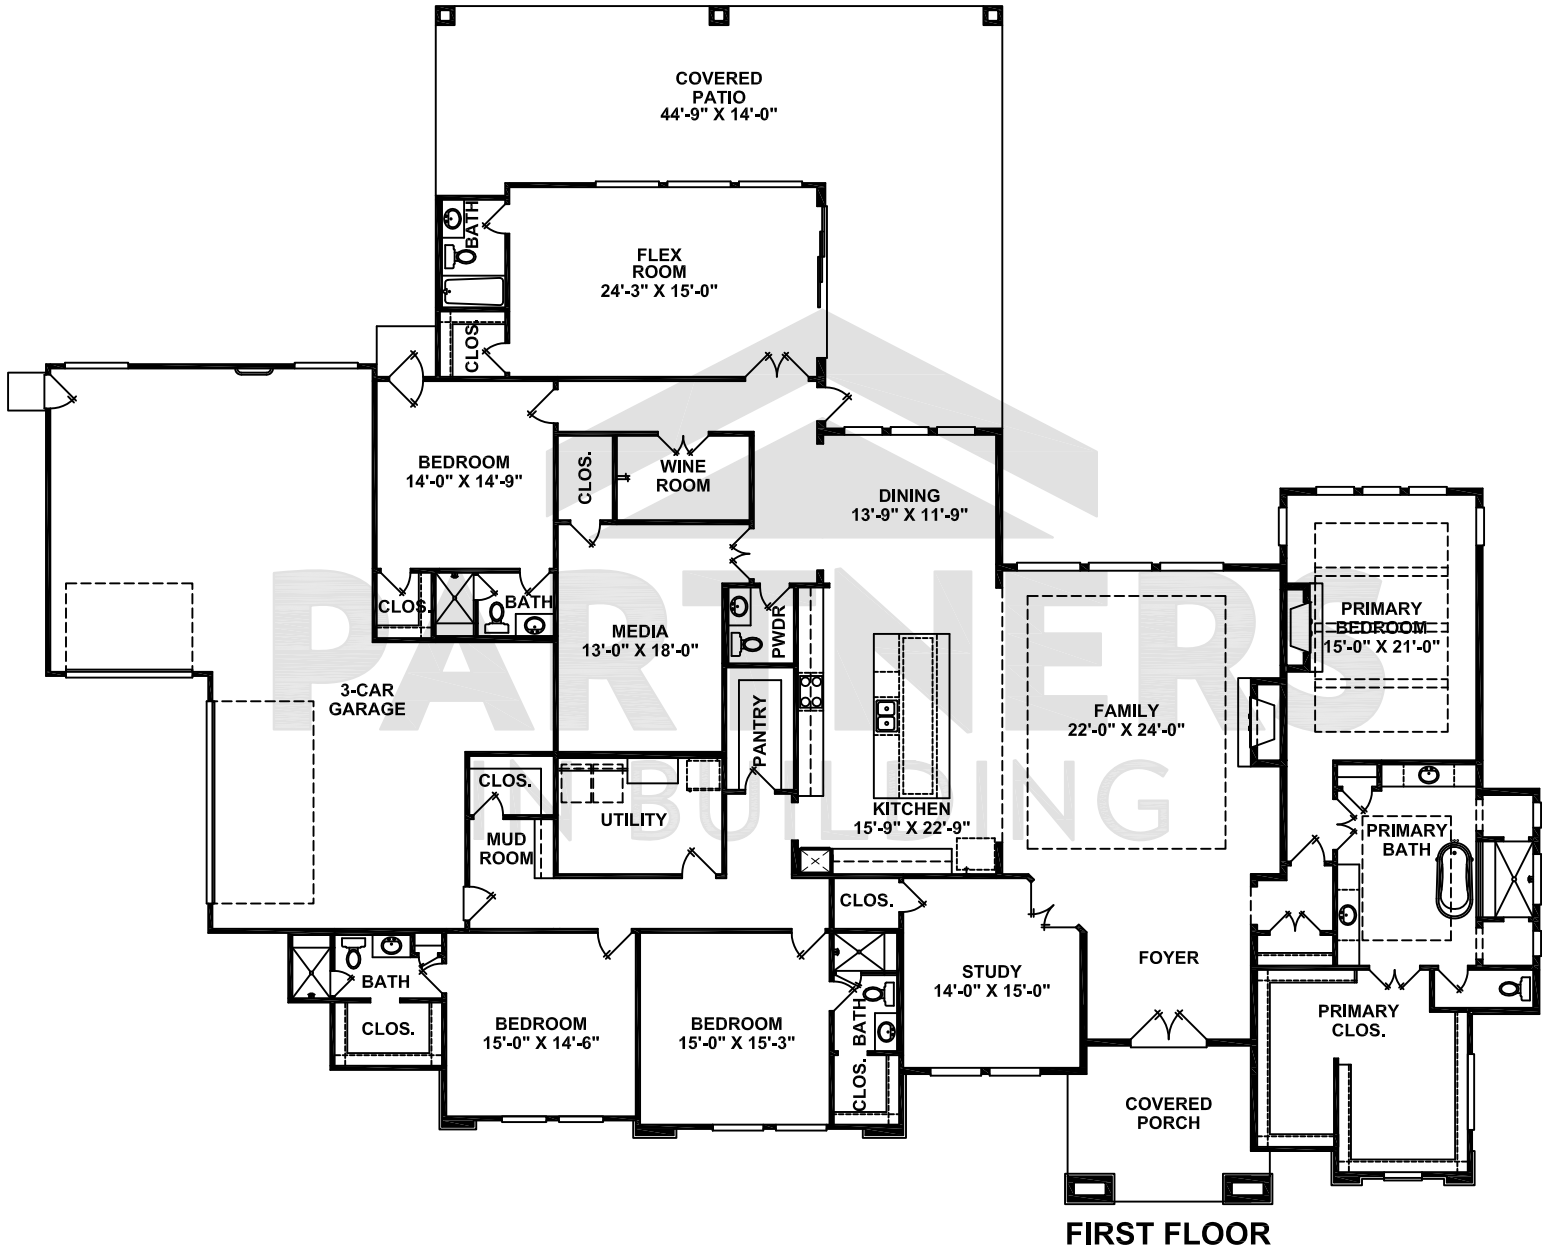 COVERED
PATIO
44'-9" X 14'-0"
BATH
FLEX
ROOM
24'-3" X 15'-0"
CLOS.
BEDROOM
14'-0" X 14'-9"
CLOS.
WINE
ROOM
DINING
13'-9" X 11'-9"
CLOS.
BATH
MEDIA
13'-0" X 18'-0"
PWDR
PRIMARY
BEDROOM
15'-0" X 21'-0"
3-CAR
GARAGE
PANTRY
FAMILY
22'-0" X 24'-0"
PARTNERS
IN BUILDING
CLOS.
MUD
ROOM
UTILITY
KITCHEN
15'-9" X 22'-9"
PRIMARY
BATH
CLOS.
BATH
CLOS.
BEDROOM
15'-0" X 14'-6"
BEDROOM
15'-0" X 15'-3"
BATH
CLOS.
STUDY
14'-0" X 15'-0"
FOYER
PRIMARY
CLOS.
COVERED
PORCH
FIRST FLOOR